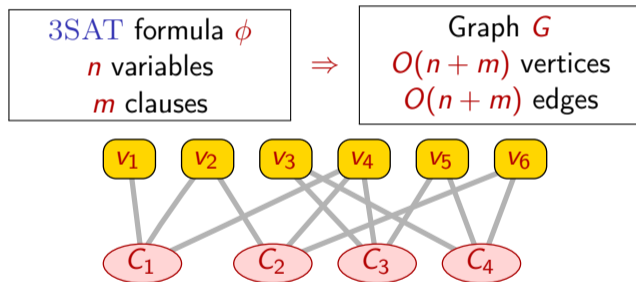 3SAT formula ϕ
n variables
m clauses
⇒
Graph G
O(n + m) vertices
O(n + m) edges
v₁ v₂ v₃ v₄ v₅ v₆
C₁ C₂ C₃ C₄